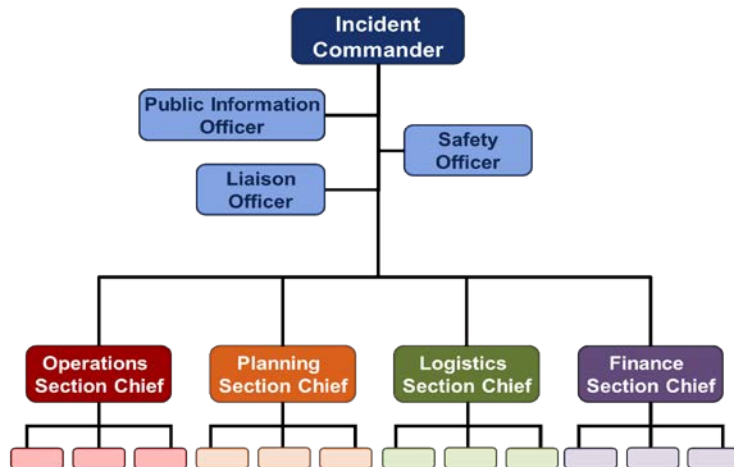 Incident
Commander
Public Information
Officer
Safety
Officer
Liaison
Officer
Operations
Section Chief
Planning
Section Chief
Logistics
Section Chief
Finance
Section Chief